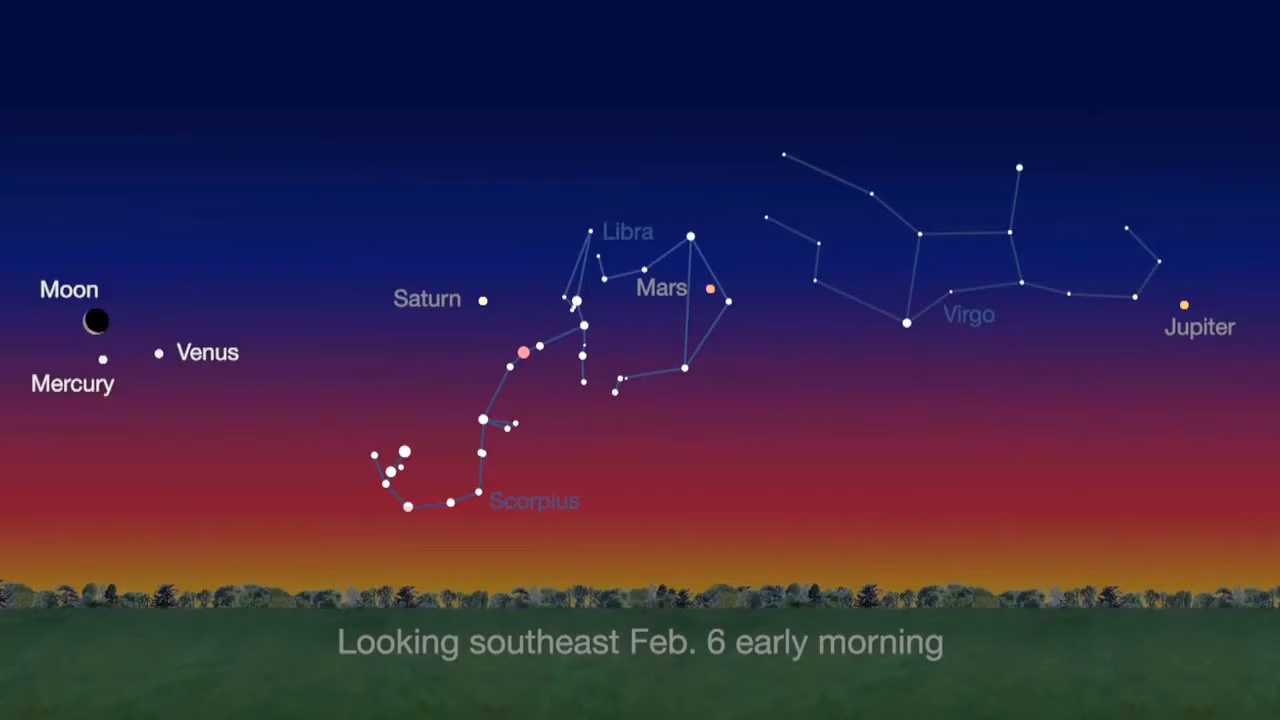 Libra
Moon
Mars
Saturn
Virgo
Jupiter
Venus
Mercury
Scorpius
Looking southeast Feb. 6 early morning